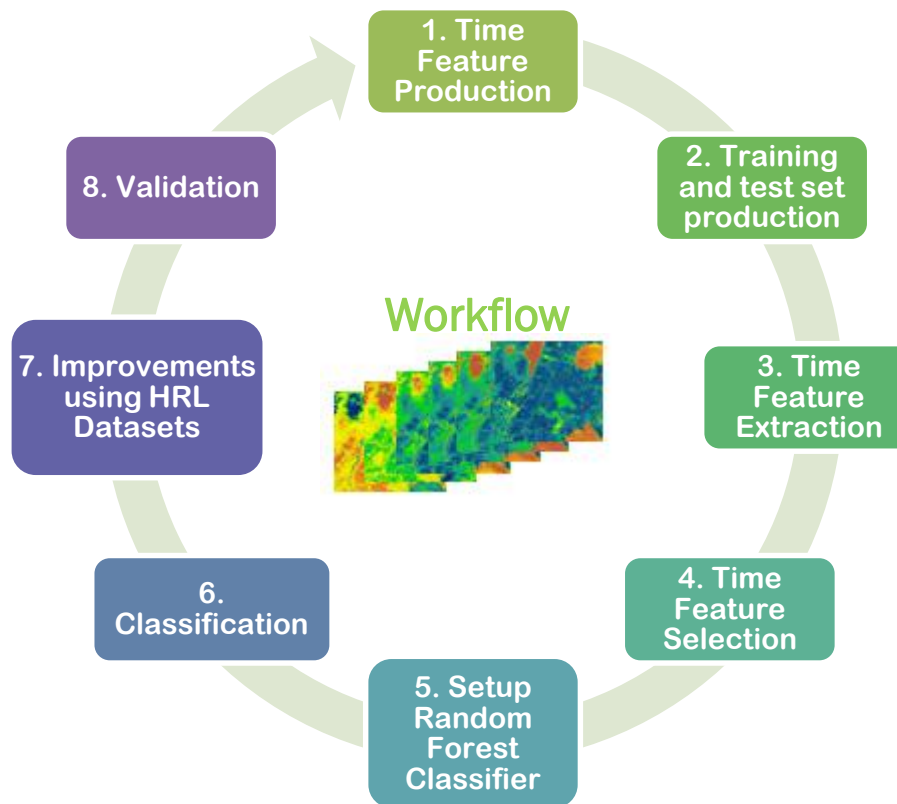 1. Time
Feature
Production
2. Training
and test set
production
3. Time
Feature
Extraction
4. Time
Feature
Selection
5. Setup
Random
Forest
Classifier
6.
Classification
7. Improvements
using HRL
Datasets
8. Validation
Workflow